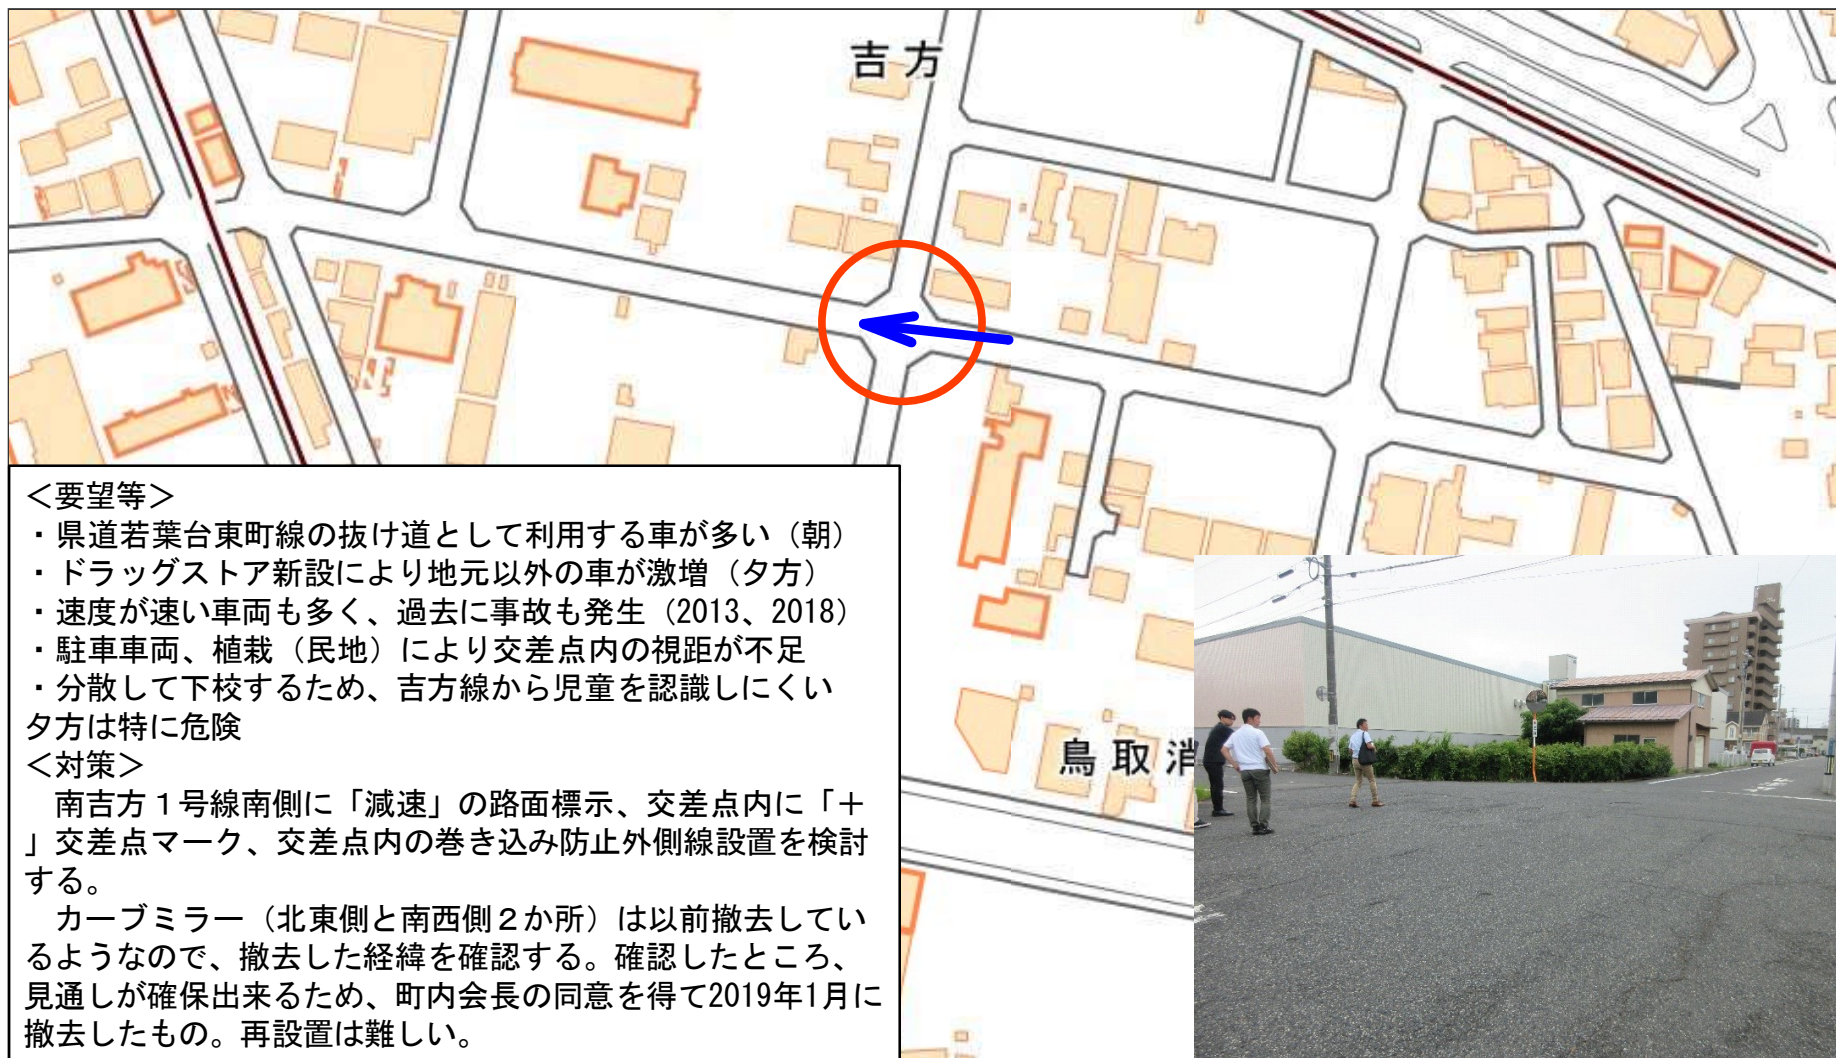 吉方
<要望等>
・県道若葉台東町線の抜け道として利用する車が多い（朝）
・ドラッグストア新設により地元以外の車が激増（夕方）
・速度が速い車両も多く、過去に事故も発生（2013、2018）
・駐車車両、植栽（民地）により交差点内の視距が不足
・分散して下校するため、吉方線から児童を認識しにくい
夕方は特に危険
<対策>
　南吉方１号線南側に「減速」の路面標示、交差点内に「＋
」交差点マーク、交差点内の巻き込み防止外側線設置を検討
する。
　カーブミラー（北東側と南西側２か所）は以前撤去してい
るようなので、撤去した経緯を確認する。確認したところ、
見通しが確保出来るため、町内会長の同意を得て2019年1月に
撤去したもの。再設置は難しい。
鳥取消